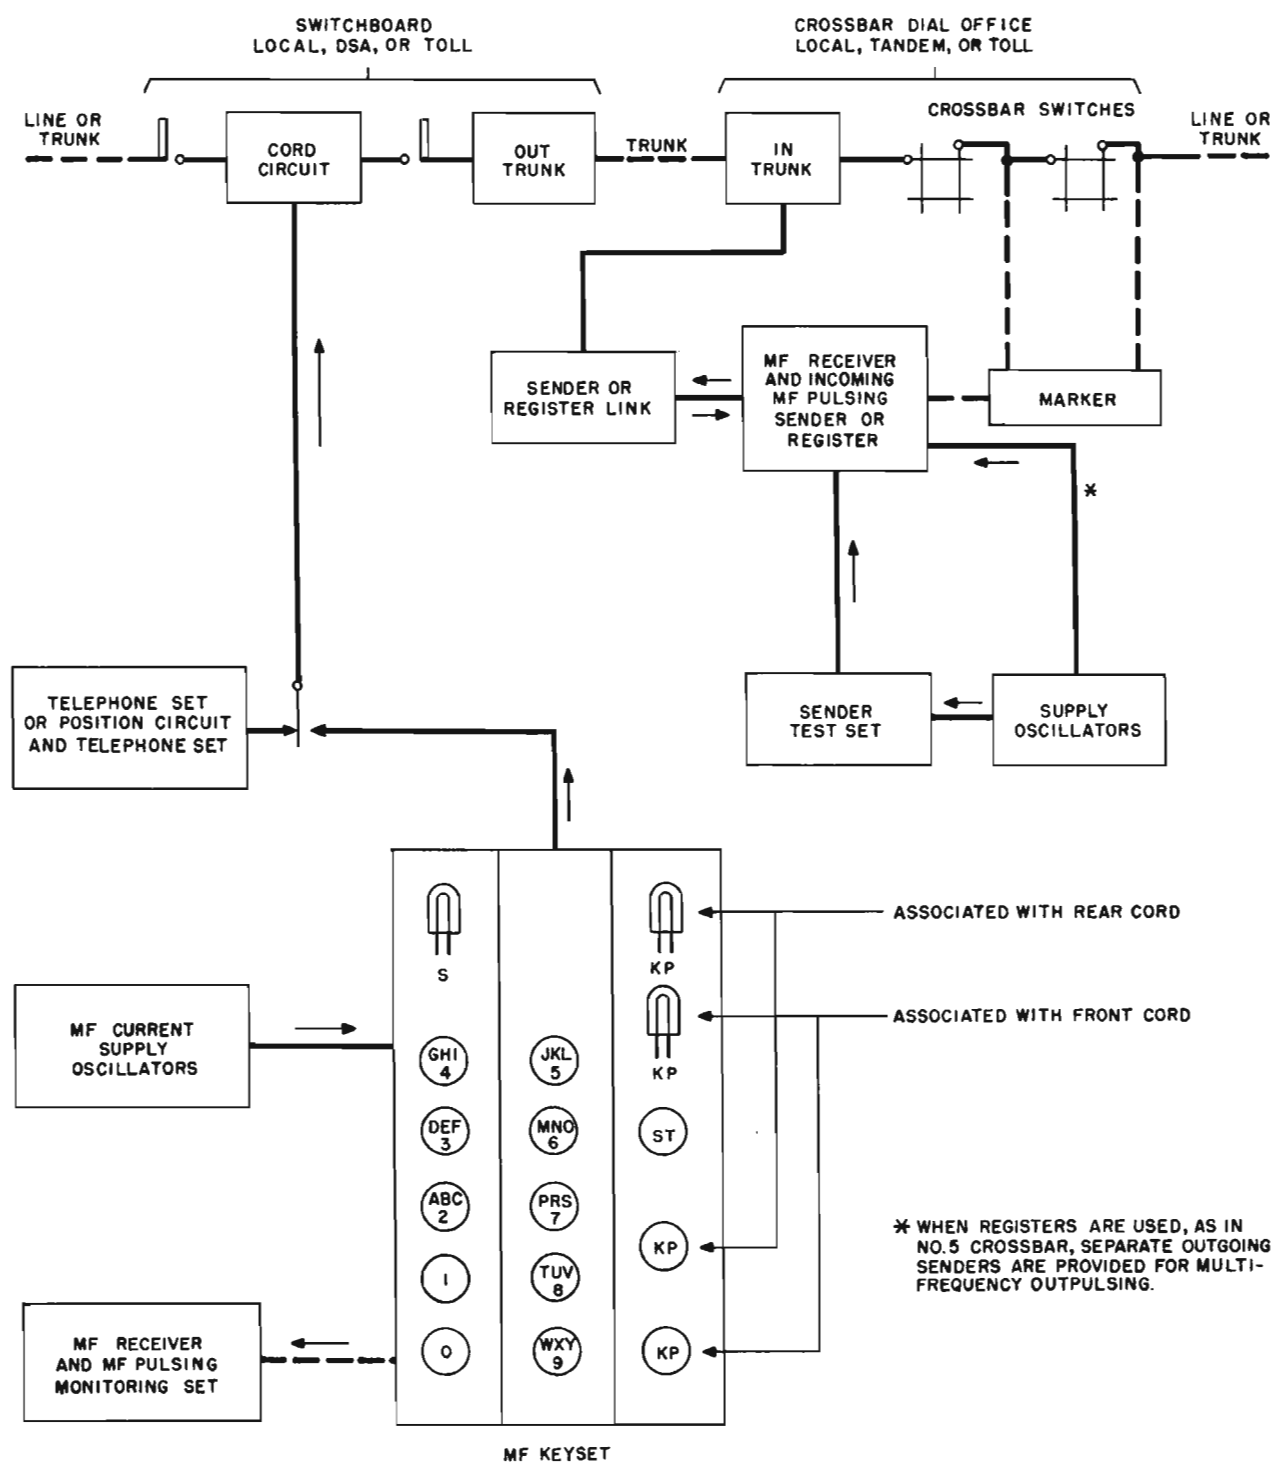 SWITCHBOARD
LOCAL, DSA, OR TOLL
CROSSBAR DIAL OFFICE
LOCAL, TANDEM, OR TOLL
LINE OR
TRUNK
CORD
CIRCUIT
OUT
TRUNK
TRUNK
IN
TRUNK
CROSSBAR SWITCHES
LINE OR
TRUNK
SENDER OR
REGISTER LINK
MF RECEIVER
AND INCOMING
MF PULSING
SENDER OR
REGISTER
MARKER
*
TELEPHONE SET
OR POSITION CIRCUIT
AND TELEPHONE SET
SENDER
TEST SET
SUPPLY
OSCILLATORS
S
KP
ASSOCIATED WITH REAR CORD
KP
ASSOCIATED WITH FRONT CORD
MF CURRENT
SUPPLY
OSCILLATORS
GHI
4
JKL
5
DEF
3
MNO
6
ST
ABC
2
PRS
7
KP
1
TUV
8
0
WXY
9
KP
* WHEN REGISTERS ARE USED, AS IN
NO.5 CROSSBAR, SEPARATE OUTGOING
SENDERS ARE PROVIDED FOR MULTI-
FREQUENCY OUTPULSING.
MF RECEIVER
AND MF PULSING
MONITORING SET
MF KEYSET